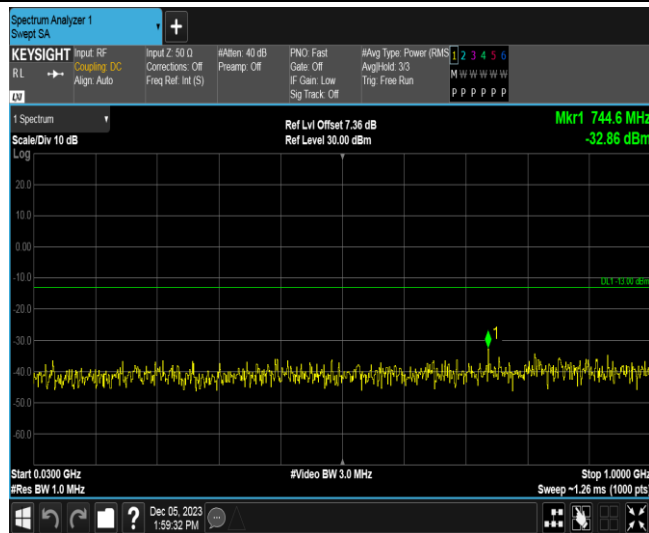 Spectrum Analyzer 1
Swept SA
+
KEYSIGHT
RL
Input: RF
Coupling: DC
Align: Auto
Input Z: 50 Ω
Corrections: Off
Freq Ref: Int (S)
#Atten: 40 dB
Preamp: Off
PNO: Fast
Gate: Off
IF Gain: Low
Sig Track: Off
#Avg Type: Power (RMS
Avg|Hold: 3/3
Trig: Free Run
1 2 3 4 5 6
M W W W W W
P P P P P P
1 Spectrum
Scale/Div 10 dB
Log
Ref Lvl Offset 7.36 dB
Ref Level 30.00 dBm
Mkr1 744.6 MHz
-32.86 dBm
20.0
10.0
0.00
-10.0
DL1 -13.00 dBm
-20.0
-30.0
1
-40.0
-50.0
-60.0
Start 0.0300 GHz
#Res BW 1.0 MHz
#Video BW 3.0 MHz
Stop 1.0000 GHz
Sweep ~1.26 ms (1000 pts)
?
Dec 05, 2023
1:59:32 PM